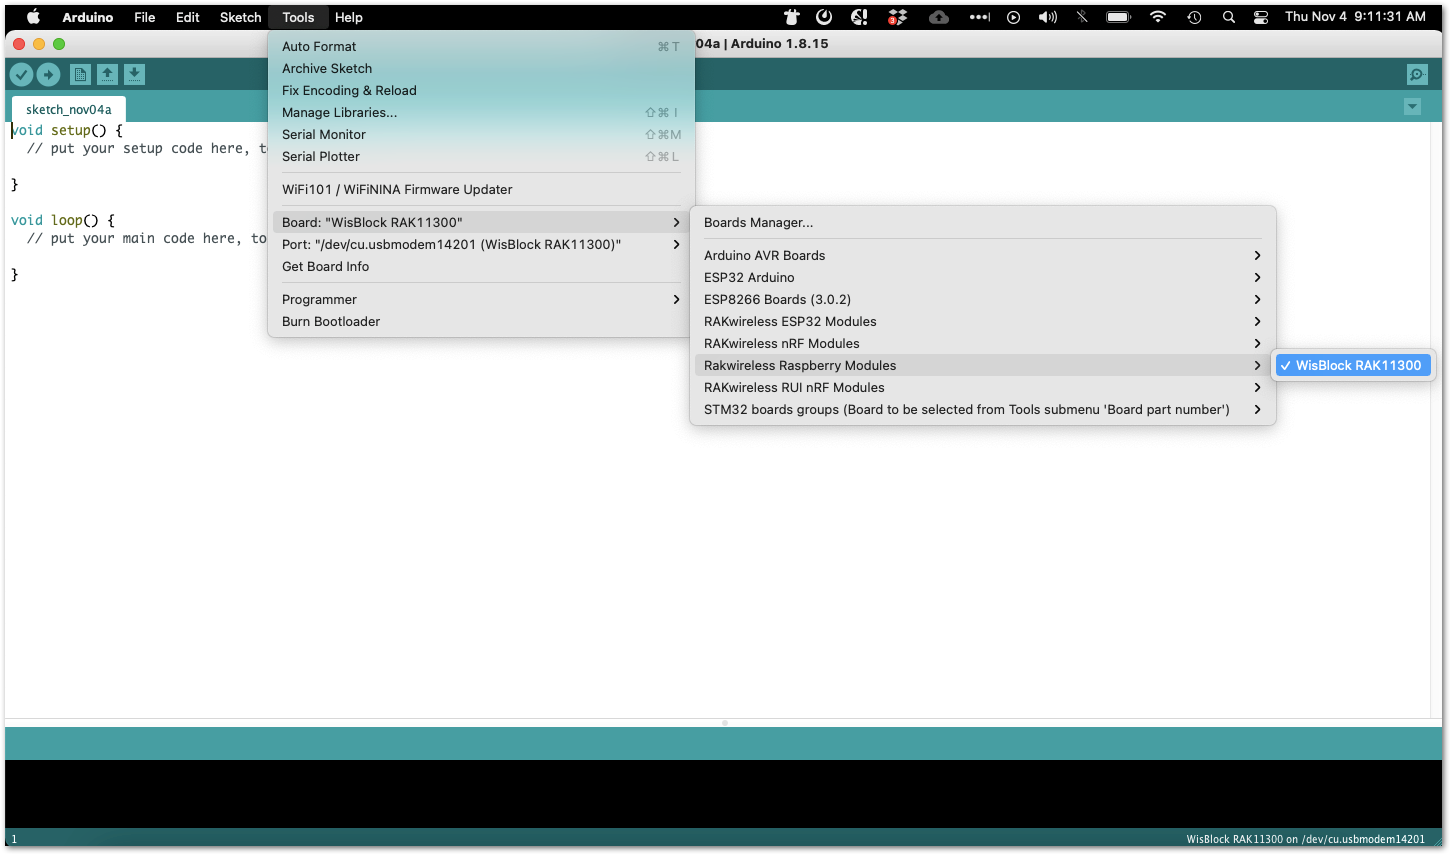 Arduino File Edit Sketch Tools Help 3 Thu Nov 4 9:11:31 AM
04a | Arduino 1.8.15
sketch_nov04a
void setup() {
// put your setup code here, t
}
void loop() {
// put your main code here, to
}
Auto Format ⌘T
Archive Sketch
Fix Encoding & Reload
Manage Libraries... ⇧⌘I
Serial Monitor ⇧⌘M
Serial Plotter ⇧⌘L
WiFi101 / WiFiNINA Firmware Updater
Board: "WisBlock RAK11300"
Port: "/dev/cu.usbmodem14201 (WisBlock RAK11300)"
Get Board Info
Programmer
Burn Bootloader
Boards Manager...
Arduino AVR Boards
ESP32 Arduino
ESP8266 Boards (3.0.2)
RAKwireless ESP32 Modules
RAKwireless nRF Modules
Rakwireless Raspberry Modules
RAKwireless RUI nRF Modules
STM32 boards groups (Board to be selected from Tools submenu 'Board part number')
✓ WisBlock RAK11300
1 WisBlock RAK11300 on /dev/cu.usbmodem14201